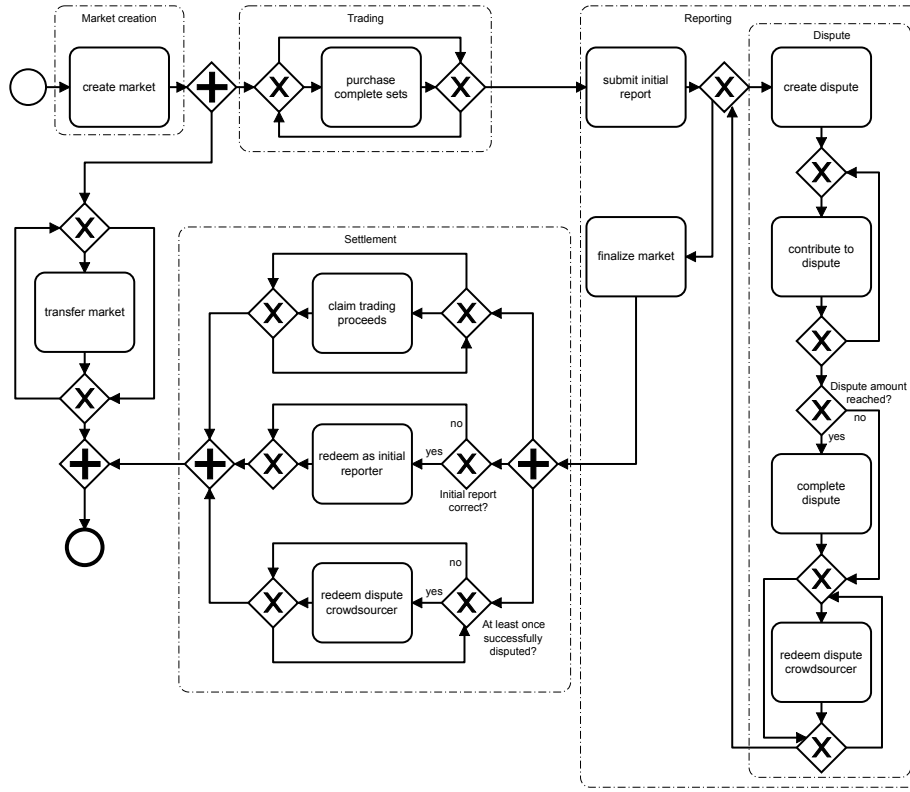 Market creation
Trading
Reporting
Dispute
create market
purchase
complete sets
submit initial
report
create dispute
Settlement
finalize market
contribute to
dispute
transfer market
claim trading
proceeds
Dispute amount
reached?
no
yes
no
yes
redeem as initial
reporter
Initial report
correct?
complete
dispute
no
yes
redeem dispute
crowdsourcer
At least once
successfully
disputed?
redeem dispute
crowdsourcer